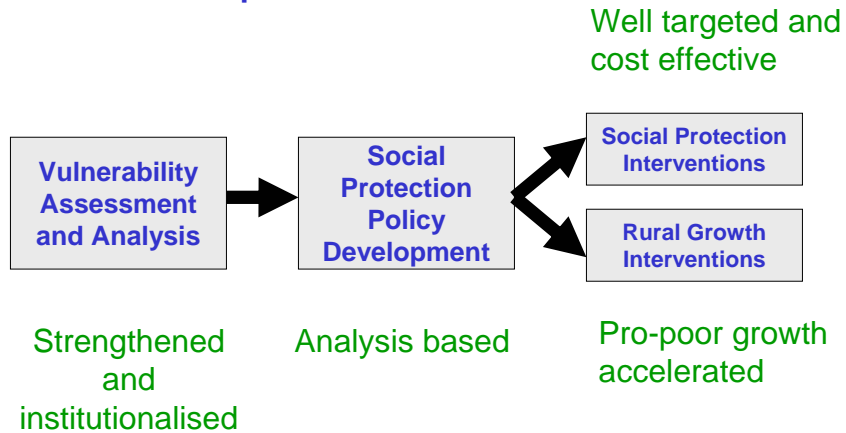 Well targeted and
cost effective
Vulnerability
Assessment
and Analysis
Social
Protection
Policy
Development
Social Protection
Interventions
Rural Growth
Interventions
Strengthened
and
institutionalised
Analysis based
Pro-poor growth
accelerated